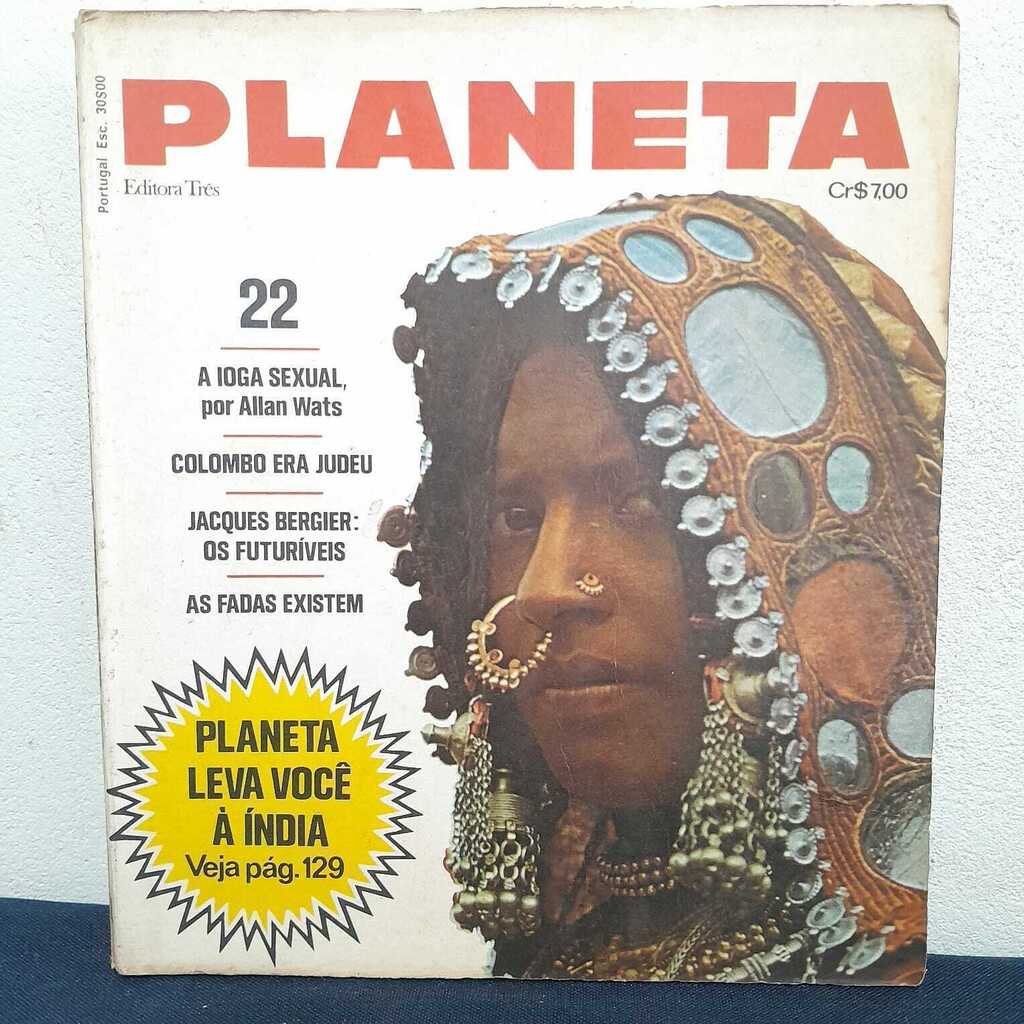 PLANETA
Portugal Esc. 30$00
Editora Três
Cr$ 7,00
22
A IOGA SEXUAL,
por Allan Wats
COLOMBO ERA JUDEU
JACQUES BERGIER:
OS FUTURÍVEIS
AS FADAS EXISTEM
PLANETA
LEVA VOCÊ
À ÍNDIA
Veja pág. 129